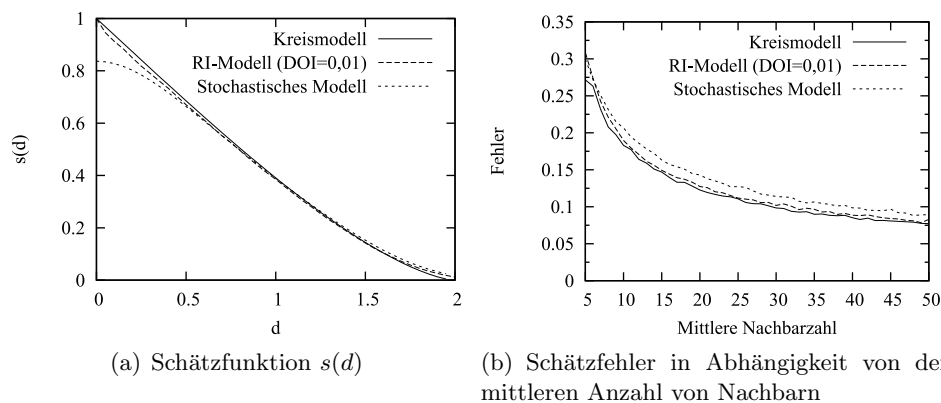 1
0.8
0.6
0.4
0.2
0
s(d)
Kreismodell
RI-Modell (DOI=0,01)
Stochastisches Modell
0 0.5 1 1.5 2
d
(a) Schätzfunktion s(d)
0.35
0.3
0.25
0.2
0.15
0.1
0.05
0
Fehler
Kreismodell
RI-Modell (DOI=0,01)
Stochastisches Modell
5 10 15 20 25 30 35 40 45 50
Mittlere Nachbarzahl
(b) Schätzfehler in Abhängigkeit von de
mittleren Anzahl von Nachbarn